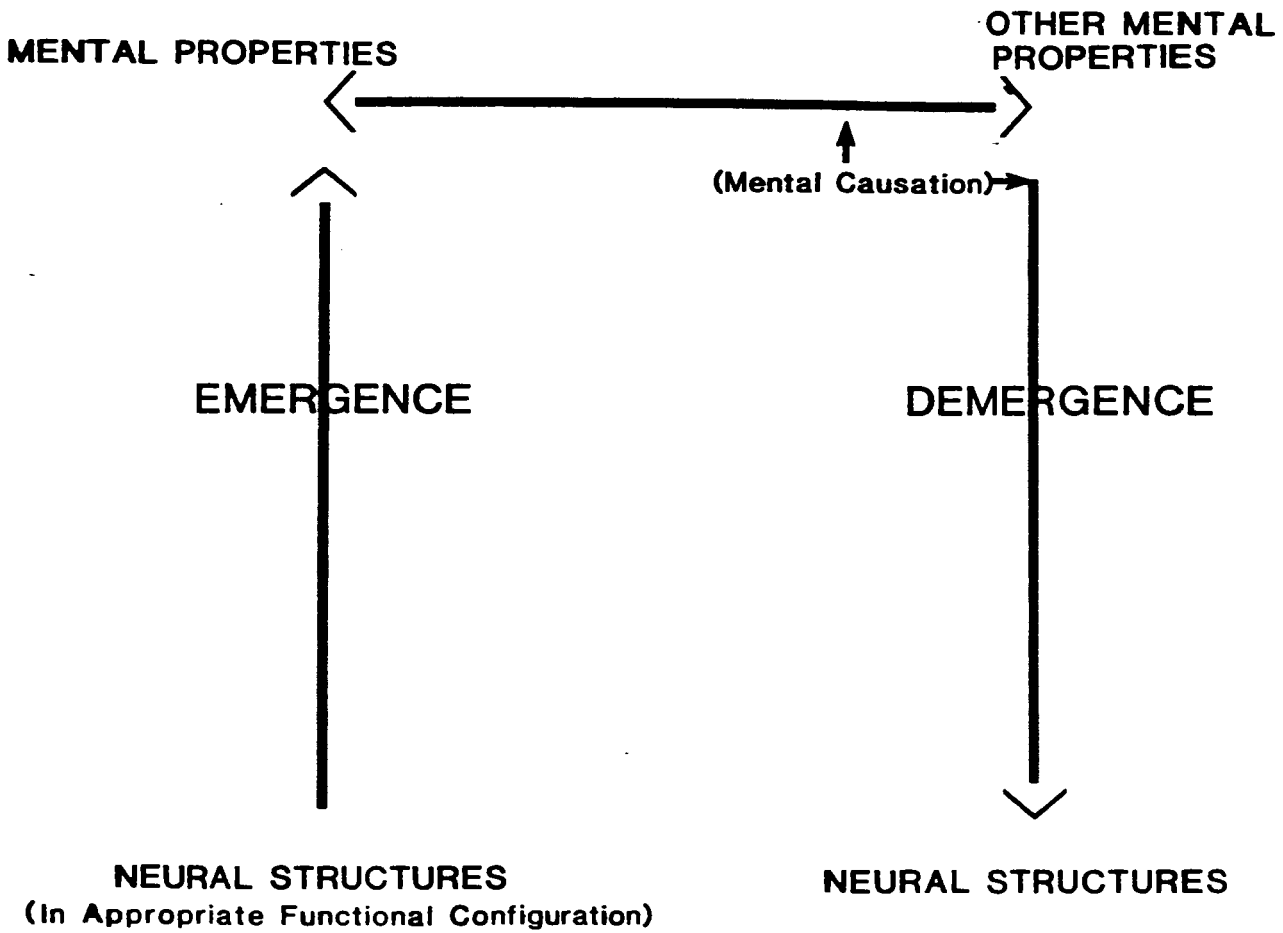 MENTAL PROPERTIES
OTHER MENTAL
PROPERTIES
(Mental Causation)
EMERGENCE
DEMERGENCE
NEURAL STRUCTURES
(In Appropriate Functional Configuration)
NEURAL STRUCTURES